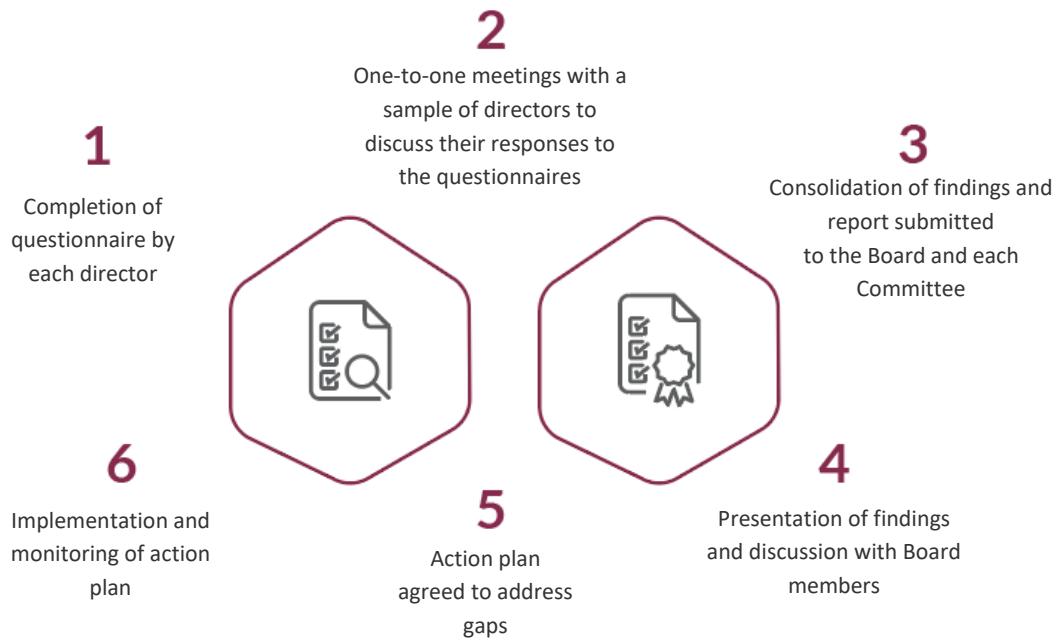 1
Completion of
questionnaire by
each director
2
One-to-one meetings with a
sample of directors to
discuss their responses to
the questionnaires
3
Consolidation of findings and
report submitted
to the Board and each
Committee
4
Presentation of findings
and discussion with Board
members
5
Action plan
agreed to address
gaps
6
Implementation and
monitoring of action
plan